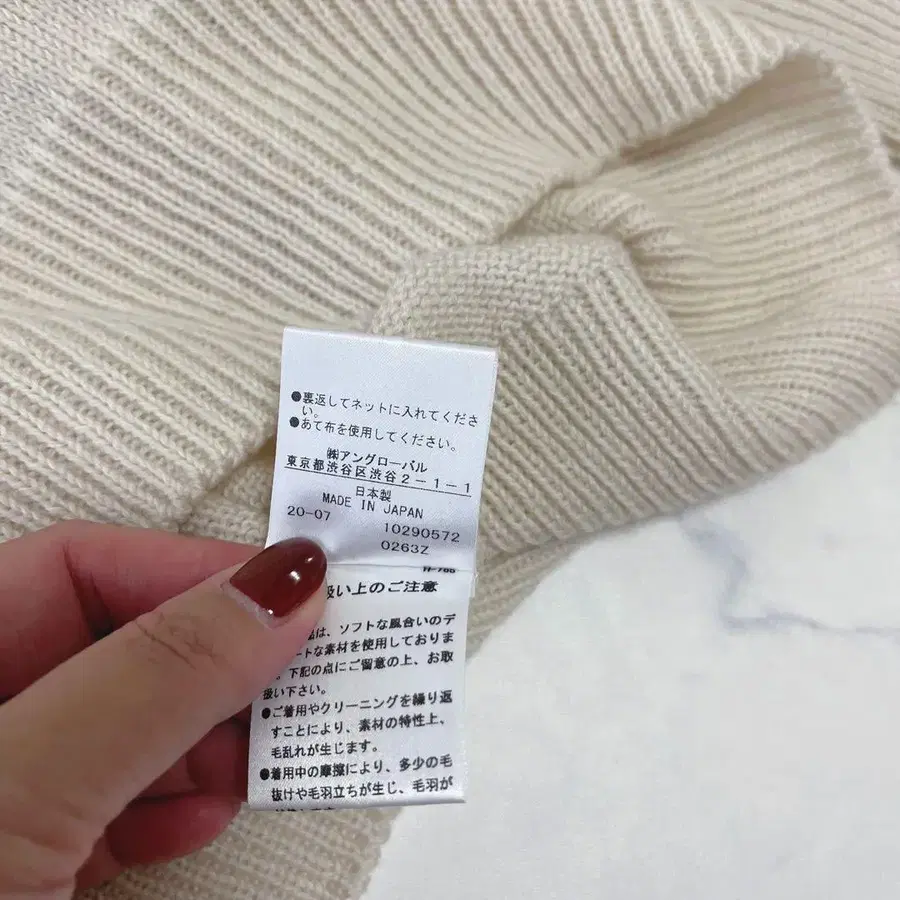 ●裏返してネットに入れてくださ
い。
●あて布を使用してください。
㈱アングローバル
東京都渋谷区渋谷2-1-1
日本製
MADE IN JAPAN
20-07
10290572
0263Z
扱い上のご注意
は、ソフトな風合いのデ
ートな素材を使用しておりま
。下記の点にご留意の上、お取
扱い下さい。
●ご着用やクリーニングを繰り返
すことにより、素材の特性上、
毛乱れが生じます。
●着用中の摩擦により、多少の毛
抜けや毛羽立ちが生じ、毛羽が